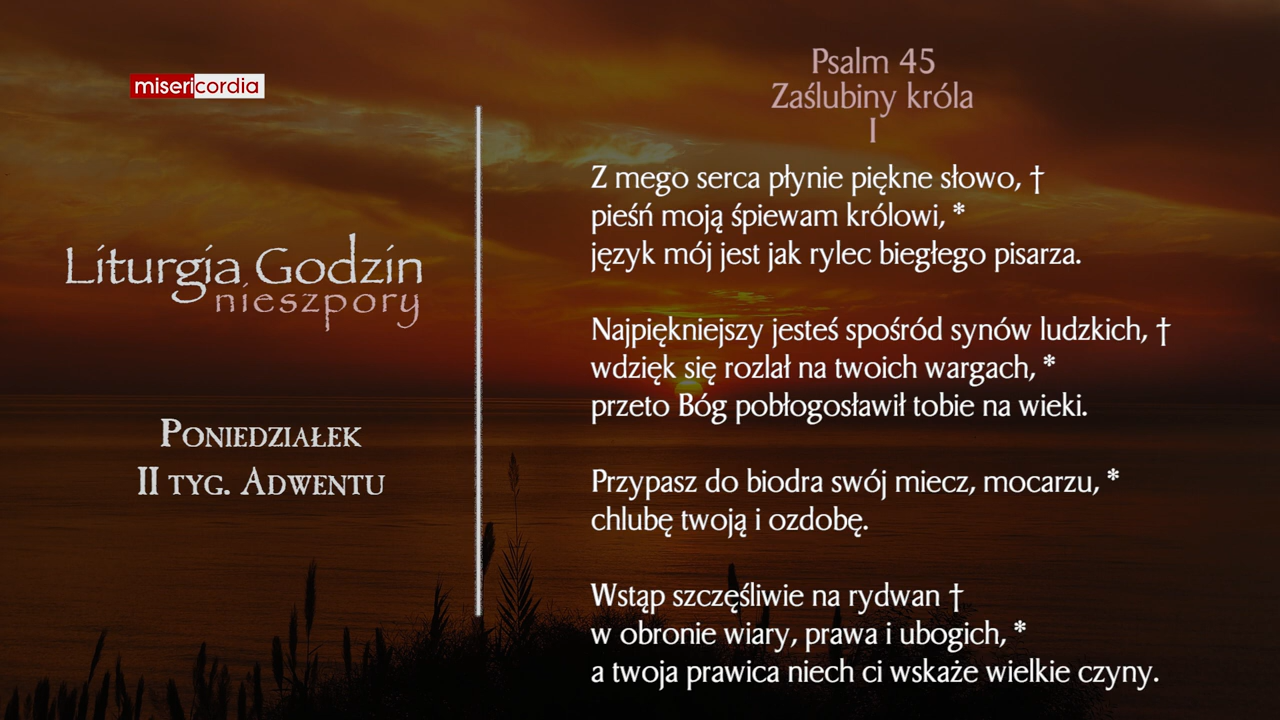 misericordia
Liturgia Godzin
nieszpory
Poniedziałek
II tyg. Adwentu
Psalm 45
Zaślubiny króla
I
Z mego serca płynie piękne słowo, †
pieśń moją śpiewam królowi, *
język mój jest jak rylec biegłego pisarza.
Najpiękniejszy jesteś spośród synów ludzkich, †
wdzięk się rozlał na twoich wargach, *
przeto Bóg pobłogosławił tobie na wieki.
Przypasz do biodra swój miecz, mocarzu, *
chlubę twoją i ozdobę.
Wstąp szczęśliwie na rydwan †
w obronie wiary, prawa i ubogich, *
a twoja prawica niech ci wskaże wielkie czyny.